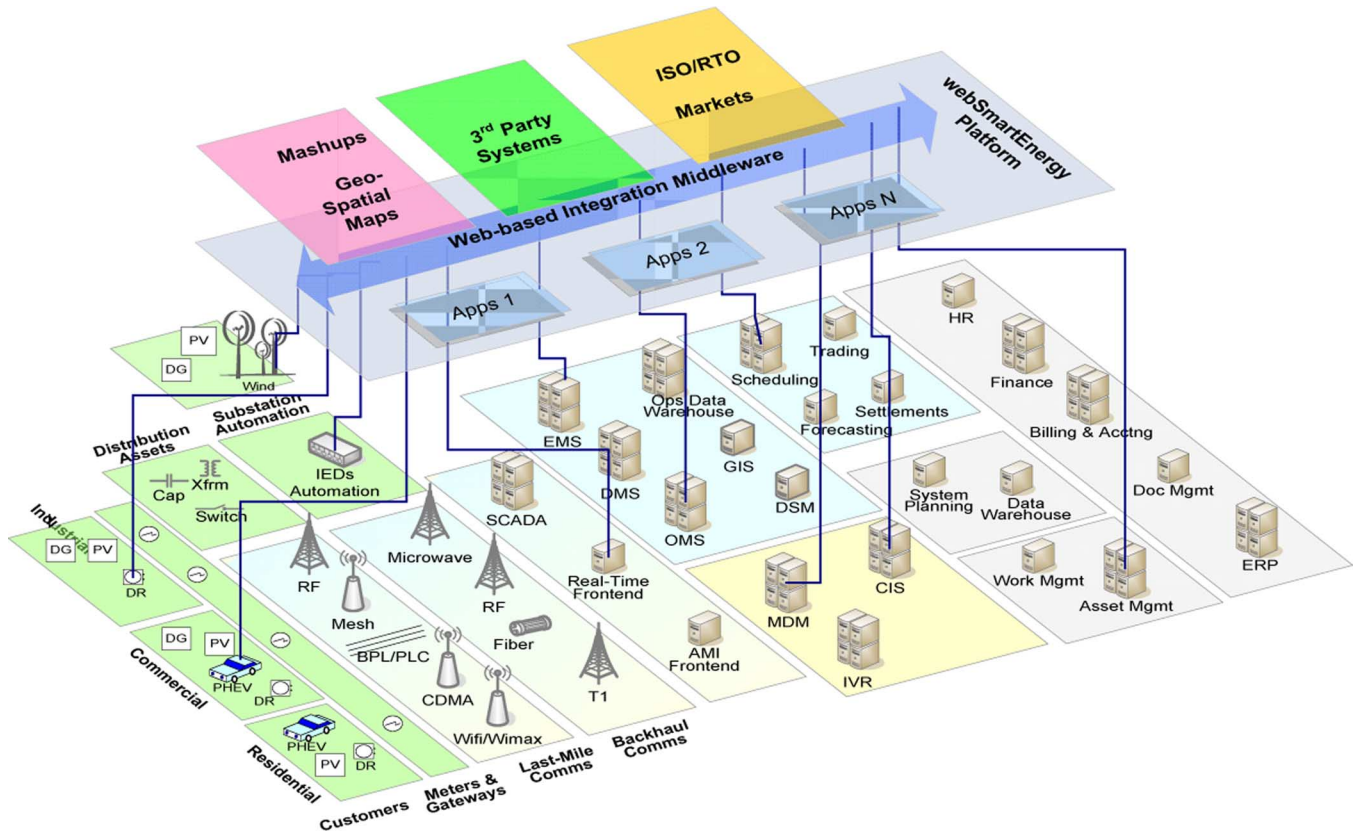 ISO/RTO
Markets
3rd Party
Systems
Mashups
Geo-
Spatial
Maps
webSmartEnergy
Platform
Web-based Integration Middleware
Apps N
Apps 2
Apps 1
PV
DG
Wind
Substation
Automation
Distribution
Assets
Cap
Xfrm
Switch
IEDs
Automation
Industrial
DG
PV
DR
Commercial
DG
PV
PHEV
DR
Residential
PHEV
PV
DR
Customers
Meters &
Gateways
Last-Mile
Comms
Backhaul
Comms
RF
Mesh
BPL/PLC
CDMA
Wifi/Wimax
Microwave
RF
Fiber
T1
SCADA
Real-Time
Frontend
AMI
Frontend
EMS
DMS
OMS
Ops Data
Warehouse
GIS
DSM
Scheduling
Trading
Forecasting
Settlements
MDM
CIS
IVR
HR
Finance
Billing & Acctng
Doc Mgmt
ERP
System
Planning
Data
Warehouse
Work Mgmt
Asset Mgmt